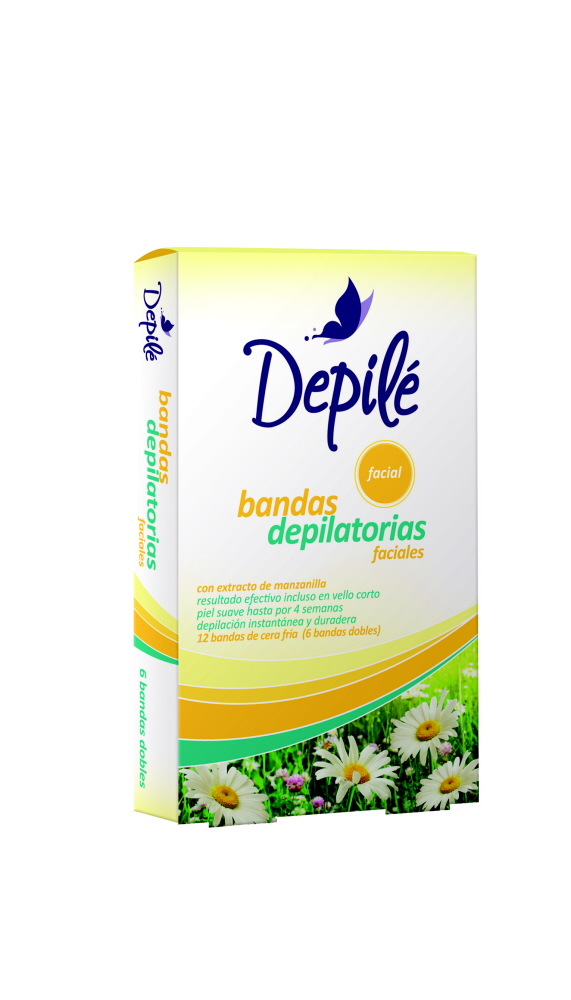 Depilé
facial
bandas
depilatorias
faciales
con extracto de manzanilla
resultado efectivo incluso en vello corto
piel suave hasta por 4 semanas
depilación instantánea y duradera
12 bandas de cera fria (6 bandas dobles)
Depilé
bandas
depilatorias
faciales
6 bandas dobles